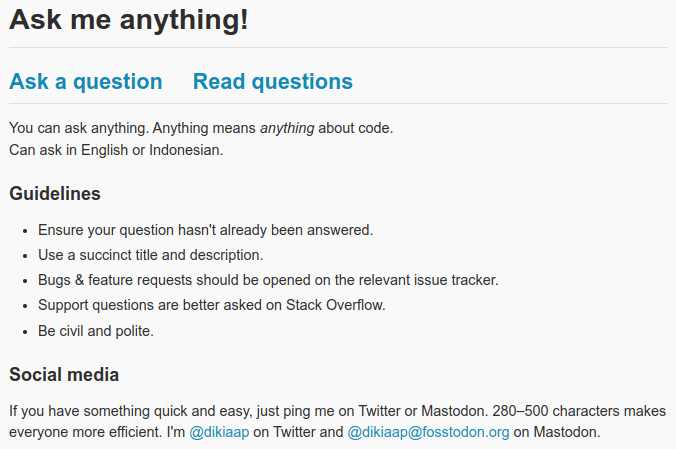 Ask me anything!
Ask a question Read questions
You can ask anything. Anything means anything about code.
Can ask in English or Indonesian.
Guidelines
• Ensure your question hasn't already been answered.
• Use a succinct title and description.
• Bugs & feature requests should be opened on the relevant issue tracker.
• Support questions are better asked on Stack Overflow.
• Be civil and polite.
Social media
If you have something quick and easy, just ping me on Twitter or Mastodon. 280–500 characters makes
everyone more efficient. I'm @dikiaap on Twitter and @dikiaap@fosstodon.org on Mastodon.